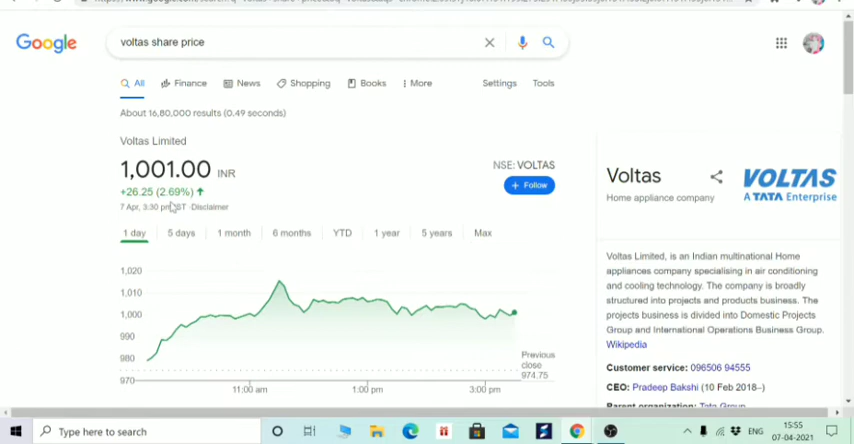 Google
voltas share price
All Finance News Shopping Books More Settings Tools
About 16,80,000 results (0.49 seconds)
Voltas Limited
1,001.00 INR
NSE: VOLTAS
+26.25 (2.69%)
+ Follow
7 Apr, 3:30 pm IST · Disclaimer
1 day 5 days 1 month 6 months YTD 1 year 5 years Max
1,020
1,010
1,000
990
980
970
Previous
close
974.75
11:00 am 1:00 pm 3:00 pm
Voltas
Home appliance company
VOLTAS
A TATA Enterprise
Voltas Limited, is an Indian multinational Home
appliances company specialising in air conditioning
and cooling technology. The company is broadly
structured into projects and products business. The
projects business is divided into Domestic Projects
Group and International Operations Business Group.
Wikipedia
Customer service: 096506 94555
CEO: Pradeep Bakshi (10 Feb 2018–)
Parent organization: Tata Group
Type here to search
ENG
15:55
07-04-2021